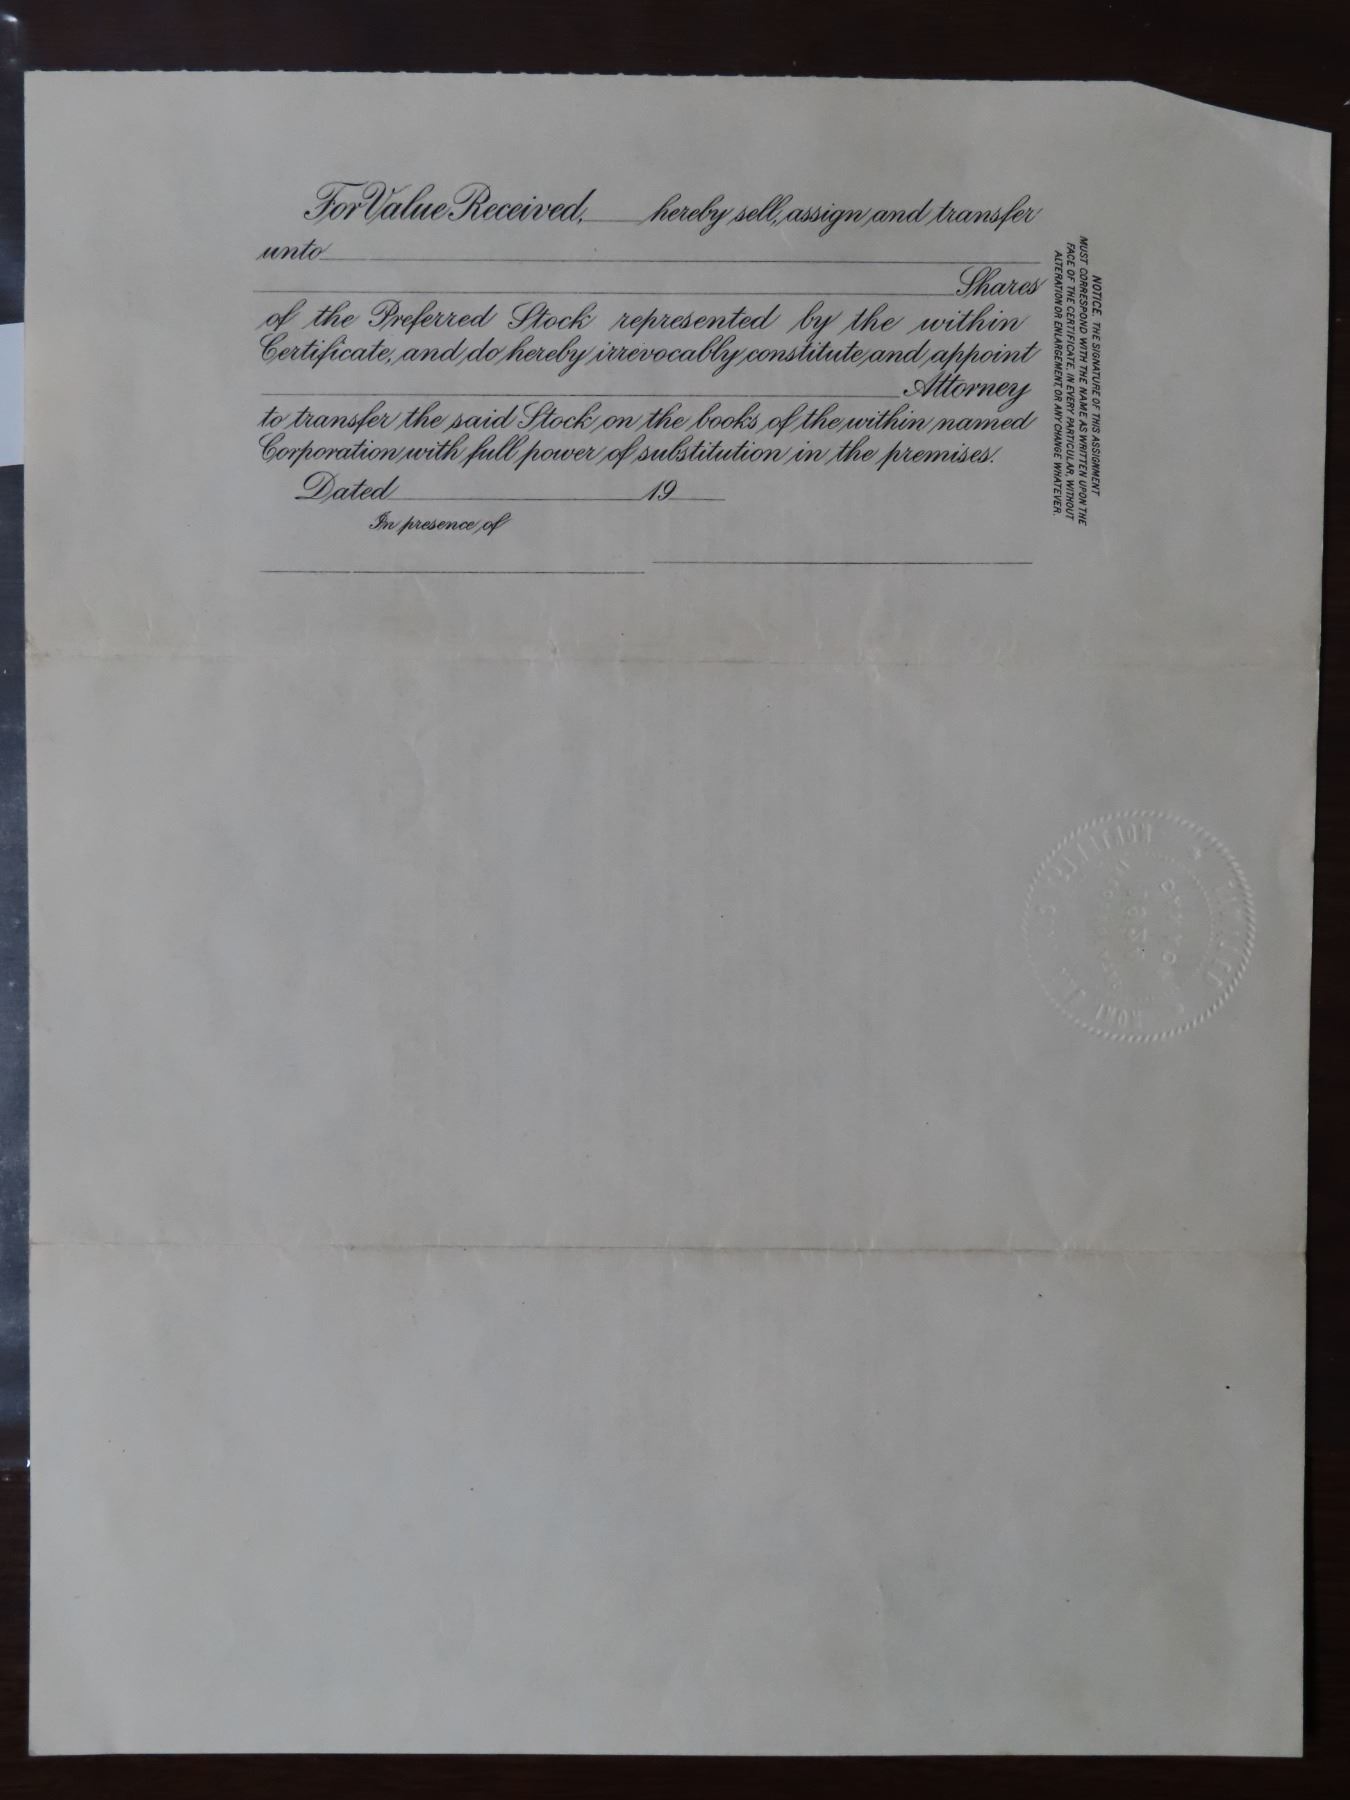 For Value Received, hereby sell, assign and transfer
unto
Shares
of the Preferred Stock represented by the within
Certificate, and do hereby irrevocably constitute and appoint
Attorney
to transfer the said Stock on the books of the within named
Corporation with full power of substitution in the premises.
Dated 19
In presence of
NOTICE. THE SIGNATURE OF THIS ASSIGNMENT
MUST CORRESPOND WITH THE NAME AS WRITTEN UPON THE
FACE OF THE CERTIFICATE, IN EVERY PARTICULAR, WITHOUT
ALTERATION OR ENLARGEMENT, OR ANY CHANGE WHATEVER.